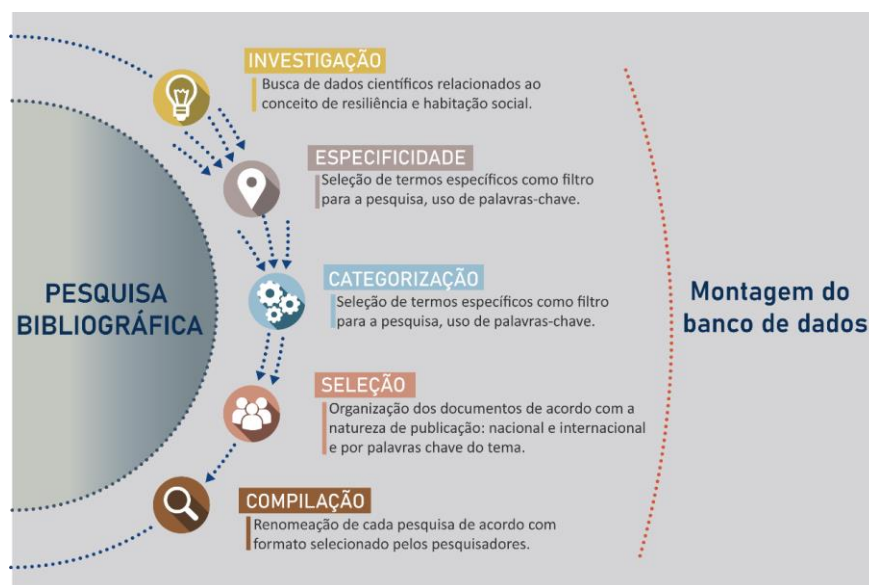 INVESTIGAÇÃO
Busca de dados científicos relacionados ao
conceito de resiliência e habitação social.
ESPECIFICIDADE
Seleção de termos específicos como filtro
para a pesquisa, uso de palavras-chave.
CATEGORIZAÇÃO
Seleção de termos específicos como filtro
para a pesquisa, uso de palavras-chave.
SELEÇÃO
Organização dos documentos de acordo com a
natureza de publicação: nacional e internacional
e por palavras chave do tema.
COMPILAÇÃO
Renomeação de cada pesquisa de acordo com
formato selecionado pelos pesquisadores.
PESQUISA
BIBLIOGRÁFICA
Montagem do
banco de dados